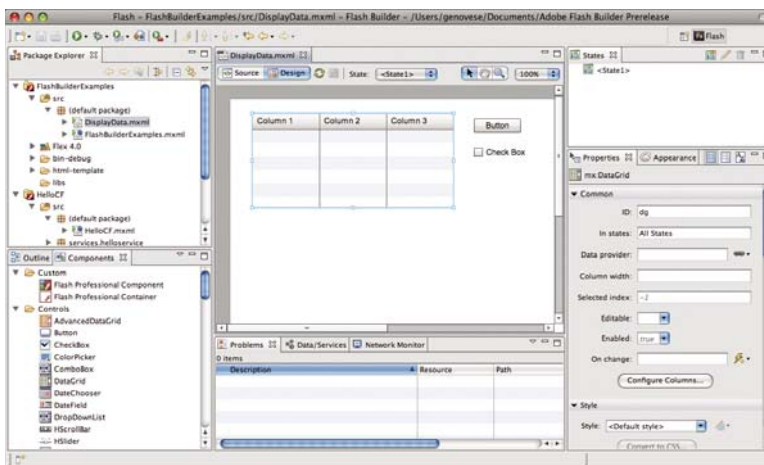 Flash – FlashBuilderExamples/src/DisplayData.mxml – Flash Builder – /Users/genovese/Documents/Adobe Flash Builder Prerelease
Flash
Package Explorer
FlashBuilderExamples
src
(default package)
DisplayData.mxml
FlashBuilderExamples.mxml
Flex 4.0
bin-debug
html-template
libs
HelloCF
src
(default package)
HelloCF.mxml
services.helloservice
Outline Components
Custom
Flash Professional Component
Flash Professional Container
Controls
AdvancedDataGrid
Button
CheckBox
ColorPicker
ComboBox
DataGrid
DateChooser
DateField
DropDownList
HScrollBar
HSlider
DisplayData.mxml
Source Design State: <State1> 100%
Column 1 Column 2 Column 3
Button
Check Box
Problems Data/Services Network Monitor
0 items
Description Resource Path
States
<State1>
Properties Appearance
mx:DataGrid
Common
ID: dg
In states: All States
Data provider:
Column width:
Selected index: -1
Editable:
Enabled: true
On change:
Configure Columns...
Style
Style: <Default style>
Convert to CSS...